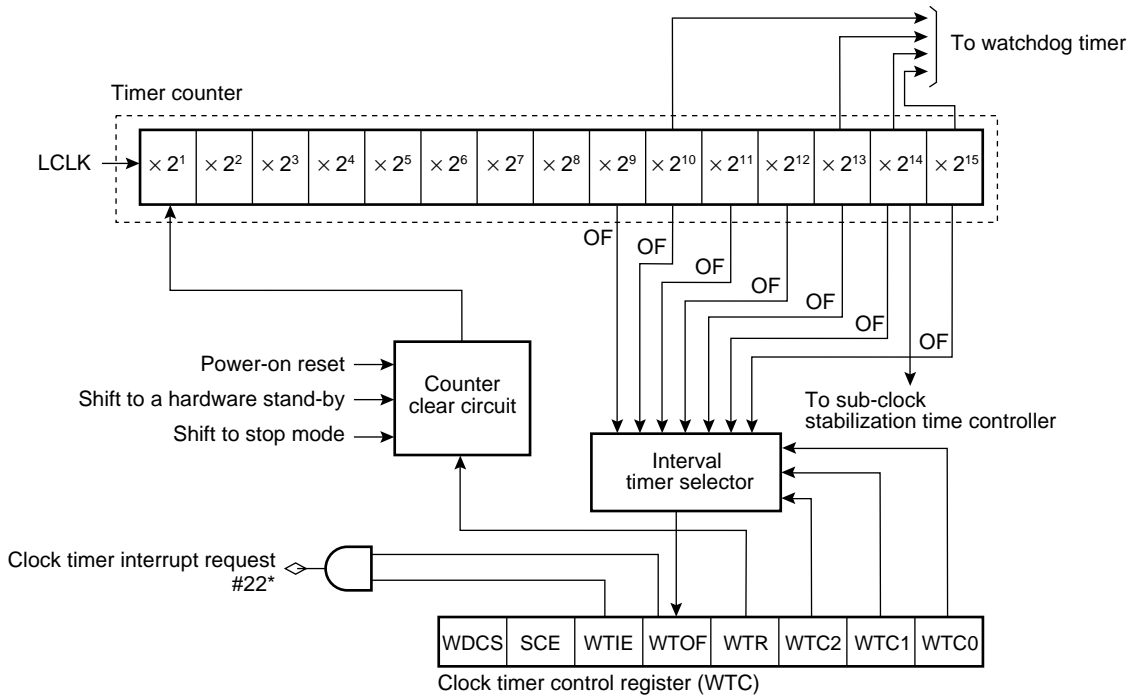 To watchdog timer
Timer counter
LCLK
× 2¹ × 2² × 2³ × 2⁴ × 2⁵ × 2⁶ × 2⁷ × 2⁸ × 2⁹ × 2¹⁰ × 2¹¹ × 2¹² × 2¹³ × 2¹⁴ × 2¹⁵
OF
OF
OF
OF
OF
OF
OF
Power-on reset
Shift to a hardware stand-by
Shift to stop mode
Counter
clear circuit
To sub-clock
stabilization time controller
Interval
timer selector
Clock timer interrupt request
#22*
WDCS SCE WTIE WTOF WTR WTC2 WTC1 WTC0
Clock timer control register (WTC)